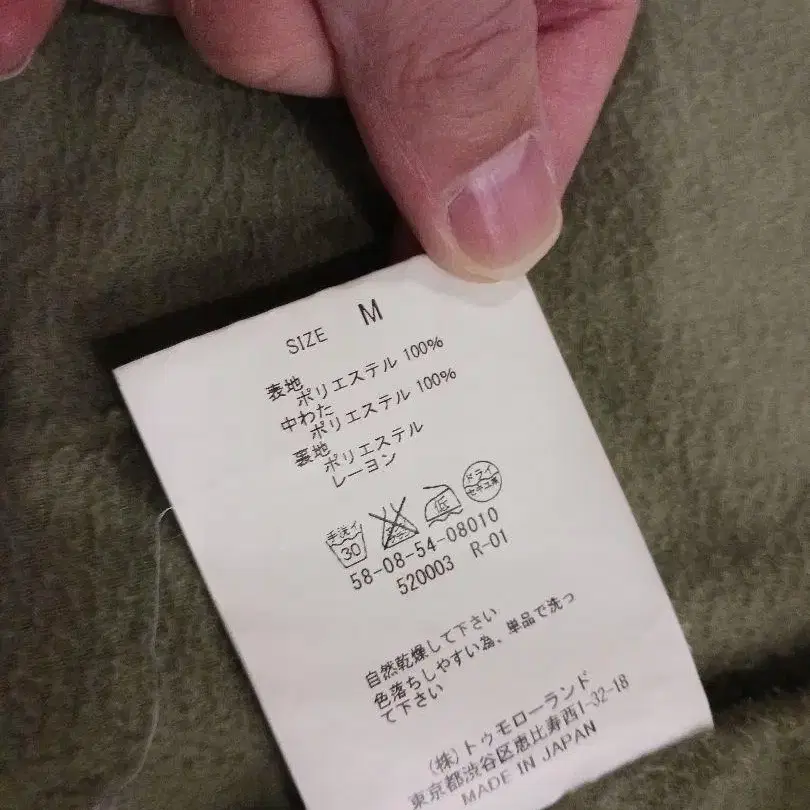 SIZE M
表地
ポリエステル 100%
中わた
ポリエステル 100%
裏地
ポリエステル
レーヨン
手洗イ
30
低
ドライ
セキユ系
58-08-54-08010
520003 R-01
自然乾燥して下さい
色落ちしやすい為、単品で洗っ
て下さい
(株)トゥモローランド
東京都渋谷区恵比寿西1-32-18
MADE IN JAPAN